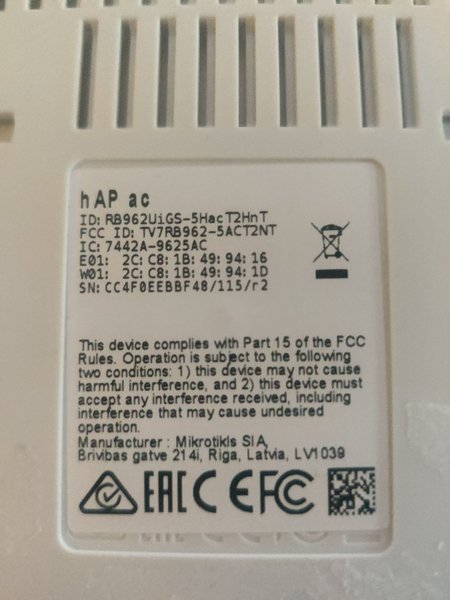 hAP ac
ID: RB962UiGS-5HacT2HnT
FCC ID: TV7RB962-5ACT2NT
IC: 7442A-9625AC
E01: 2C: C8: 1B: 49: 94: 16
W01: 2C: C8: 1B: 49: 94: 1D
SN: CC4F0EEBBF48/115/r2
This device complies with Part 15 of the FCC
Rules. Operation is subject to the following
two conditions: 1) this device may not cause
harmful interference, and 2) this device must
accept any interference received, including
interference that may cause undesired
operation.
Manufacturer : Mikrotikls SIA,
Brivibas gatve 214i, Riga, Latvia, LV1039
EAC CE FC